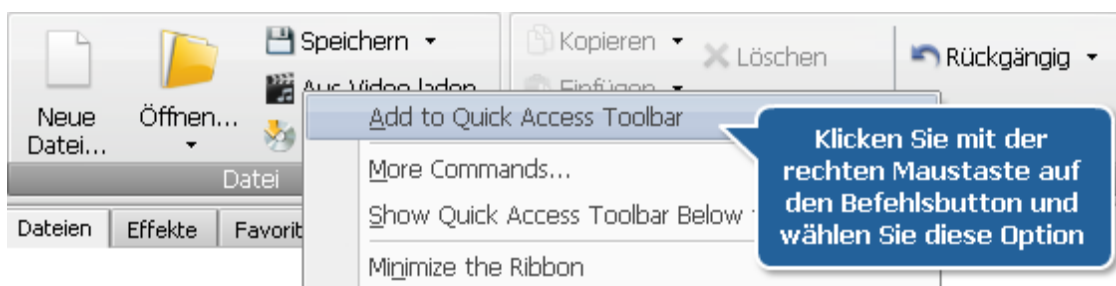 Neue
Datei...
Öffnen...
Speichern
Aus Video laden
Datei
Kopieren
Einfügen
Löschen
Rückgängig
Add to Quick Access Toolbar
More Commands...
Show Quick Access Toolbar Below
Minimize the Ribbon
Klicken Sie mit der
rechten Maustaste auf
den Befehlsbutton und
wählen Sie diese Option
Dateien
Effekte